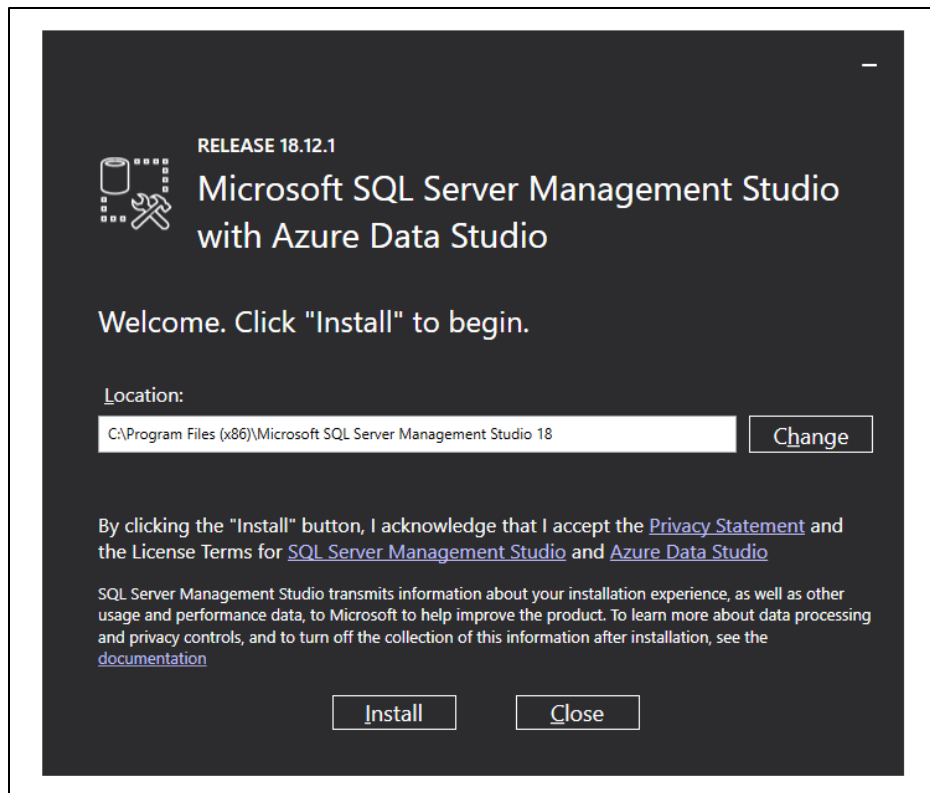 RELEASE 18.12.1
Microsoft SQL Server Management Studio
with Azure Data Studio
Welcome. Click "Install" to begin.
Location:
C:\Program Files (x86)\Microsoft SQL Server Management Studio 18
Change
By clicking the "Install" button, I acknowledge that I accept the Privacy Statement and
the License Terms for SQL Server Management Studio and Azure Data Studio
SQL Server Management Studio transmits information about your installation experience, as well as other
usage and performance data, to Microsoft to help improve the product. To learn more about data processing
and privacy controls, and to turn off the collection of this information after installation, see the
documentation
Install
Close